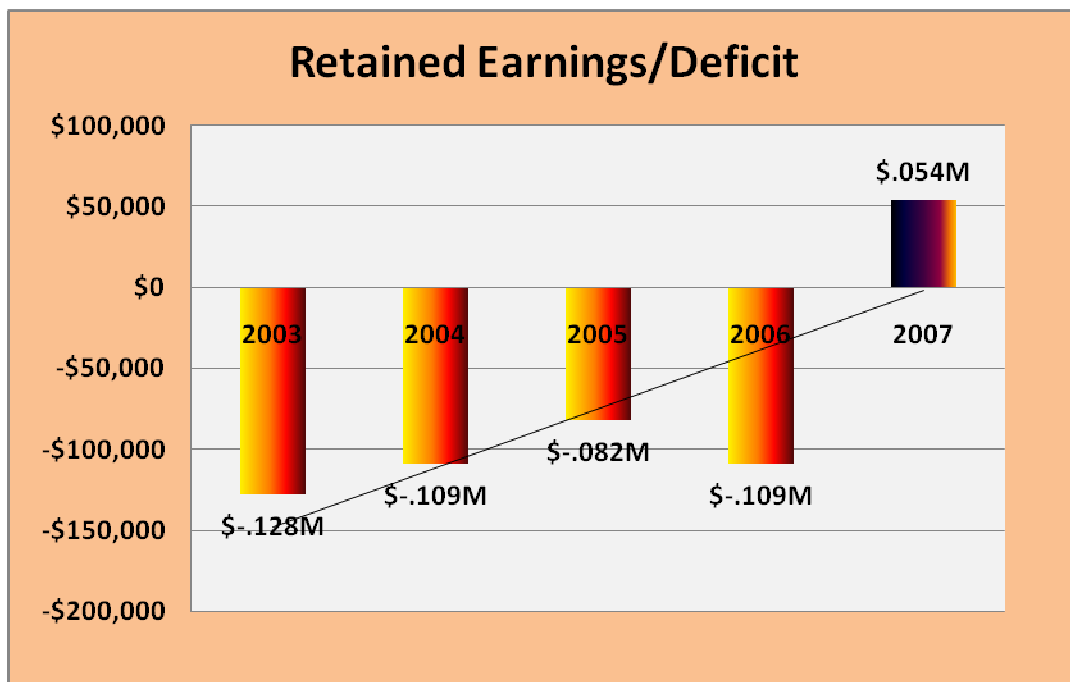 Retained Earnings/Deficit
$100,000
$.054M
$50,000
$0
2003 2004 2005 2006 2007
-$50,000
-$100,000
$-.082M
$-.109M $-.109M
$-.128M
-$150,000
-$200,000